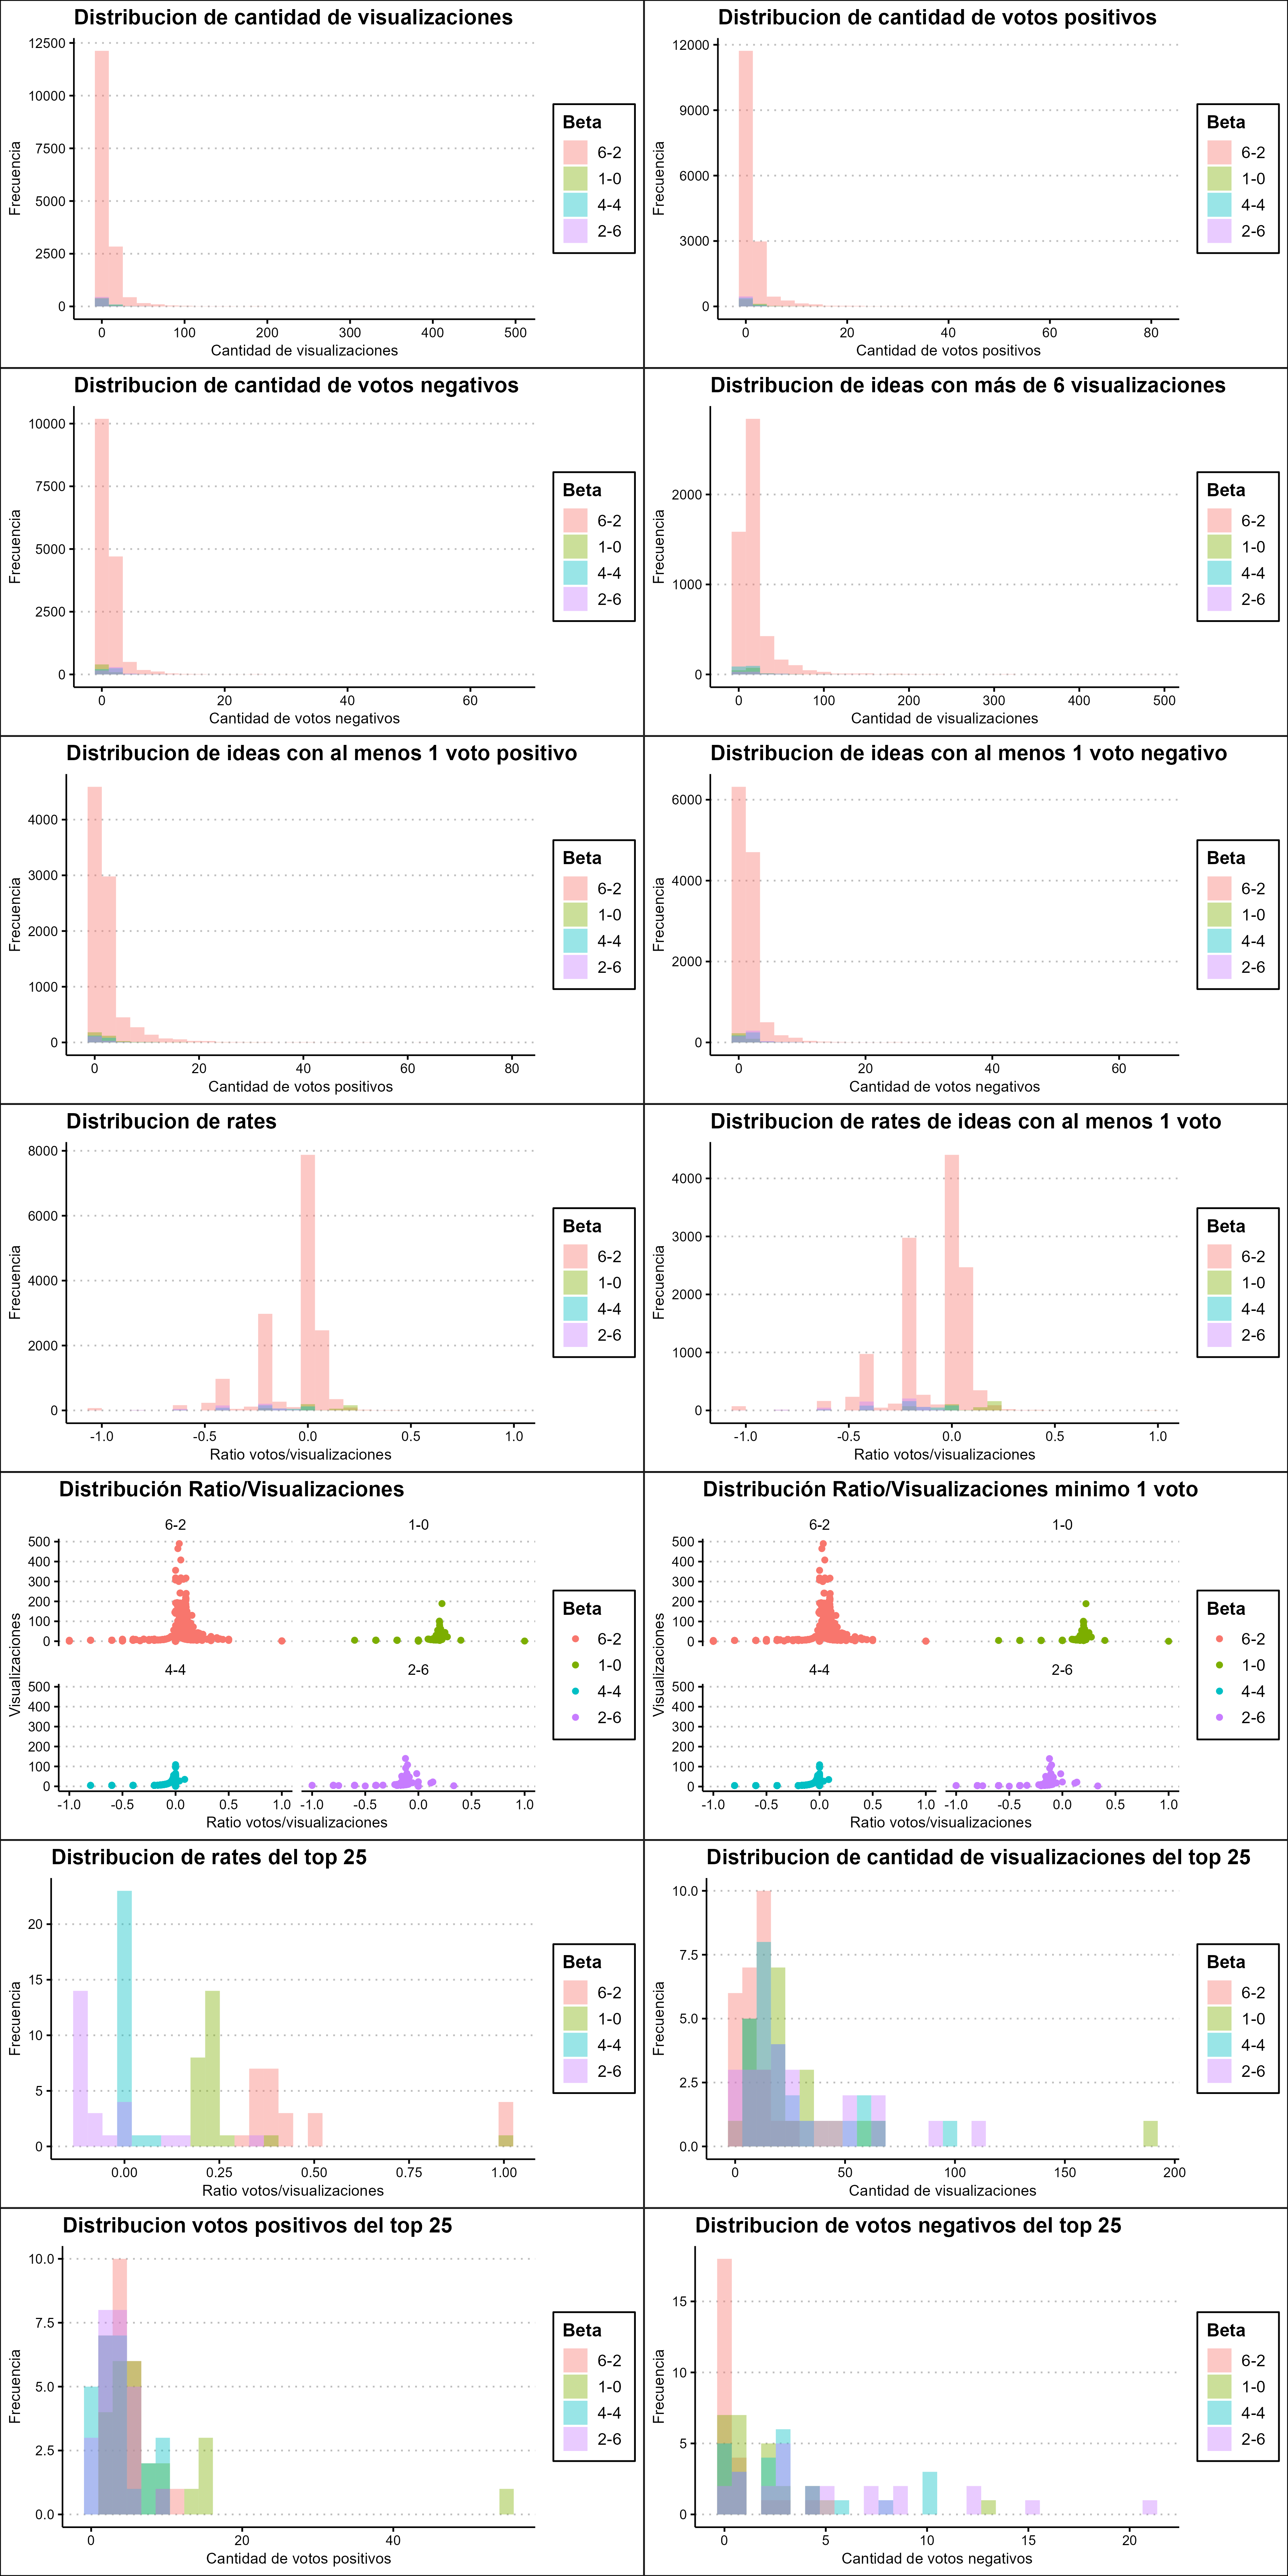 Distribucion de cantidad de visualizaciones
12500
10000
7500
5000
2500
0
Frecuencia
0 100 200 300 400 500
Cantidad de visualizaciones
Beta
6-2
1-0
4-4
2-6
Distribucion de cantidad de votos positivos
12000
9000
6000
3000
0
Frecuencia
0 20 40 60 80
Cantidad de votos positivos
Beta
6-2
1-0
4-4
2-6
Distribucion de cantidad de votos negativos
10000
7500
5000
2500
0
Frecuencia
0 20 40 60
Cantidad de votos negativos
Beta
6-2
1-0
4-4
2-6
Distribucion de ideas con más de 6 visualizaciones
2000
1000
0
Frecuencia
0 100 200 300 400 500
Cantidad de visualizaciones
Beta
6-2
1-0
4-4
2-6
Distribucion de ideas con al menos 1 voto positivo
4000
3000
2000
1000
0
Frecuencia
0 20 40 60 80
Cantidad de votos positivos
Beta
6-2
1-0
4-4
2-6
Distribucion de ideas con al menos 1 voto negativo
6000
4000
2000
0
Frecuencia
0 20 40 60
Cantidad de votos negativos
Beta
6-2
1-0
4-4
2-6
Distribucion de rates
8000
6000
4000
2000
0
Frecuencia
-1.0 -0.5 0.0 0.5 1.0
Ratio votos/visualizaciones
Beta
6-2
1-0
4-4
2-6
Distribucion de rates de ideas con al menos 1 voto
4000
3000
2000
1000
0
Frecuencia
-1.0 -0.5 0.0 0.5 1.0
Ratio votos/visualizaciones
Beta
6-2
1-0
4-4
2-6
Distribución Ratio/Visualizaciones
6-2 1-0
500
400
300
200
100
0
4-4 2-6
500
400
300
200
100
0
Visualizaciones
-1.0 -0.5 0.0 0.5 1.0 -1.0 -0.5 0.0 0.5 1.0
Ratio votos/visualizaciones
Beta
6-2
1-0
4-4
2-6
Distribución Ratio/Visualizaciones minimo 1 voto
6-2 1-0
500
400
300
200
100
0
4-4 2-6
500
400
300
200
100
0
Visualizaciones
-1.0 -0.5 0.0 0.5 1.0 -1.0 -0.5 0.0 0.5 1.0
Ratio votos/visualizaciones
Beta
6-2
1-0
4-4
2-6
Distribucion de rates del top 25
20
15
10
5
0
Frecuencia
0.00 0.25 0.50 0.75 1.00
Ratio votos/visualizaciones
Beta
6-2
1-0
4-4
2-6
Distribucion de cantidad de visualizaciones del top 25
10.0
7.5
5.0
2.5
0.0
Frecuencia
0 50 100 150 200
Cantidad de visualizaciones
Beta
6-2
1-0
4-4
2-6
Distribucion votos positivos del top 25
10.0
7.5
5.0
2.5
0.0
Frecuencia
0 20 40
Cantidad de votos positivos
Beta
6-2
1-0
4-4
2-6
Distribucion de votos negativos del top 25
15
10
5
0
Frecuencia
0 5 10 15 20
Cantidad de votos negativos
Beta
6-2
1-0
4-4
2-6